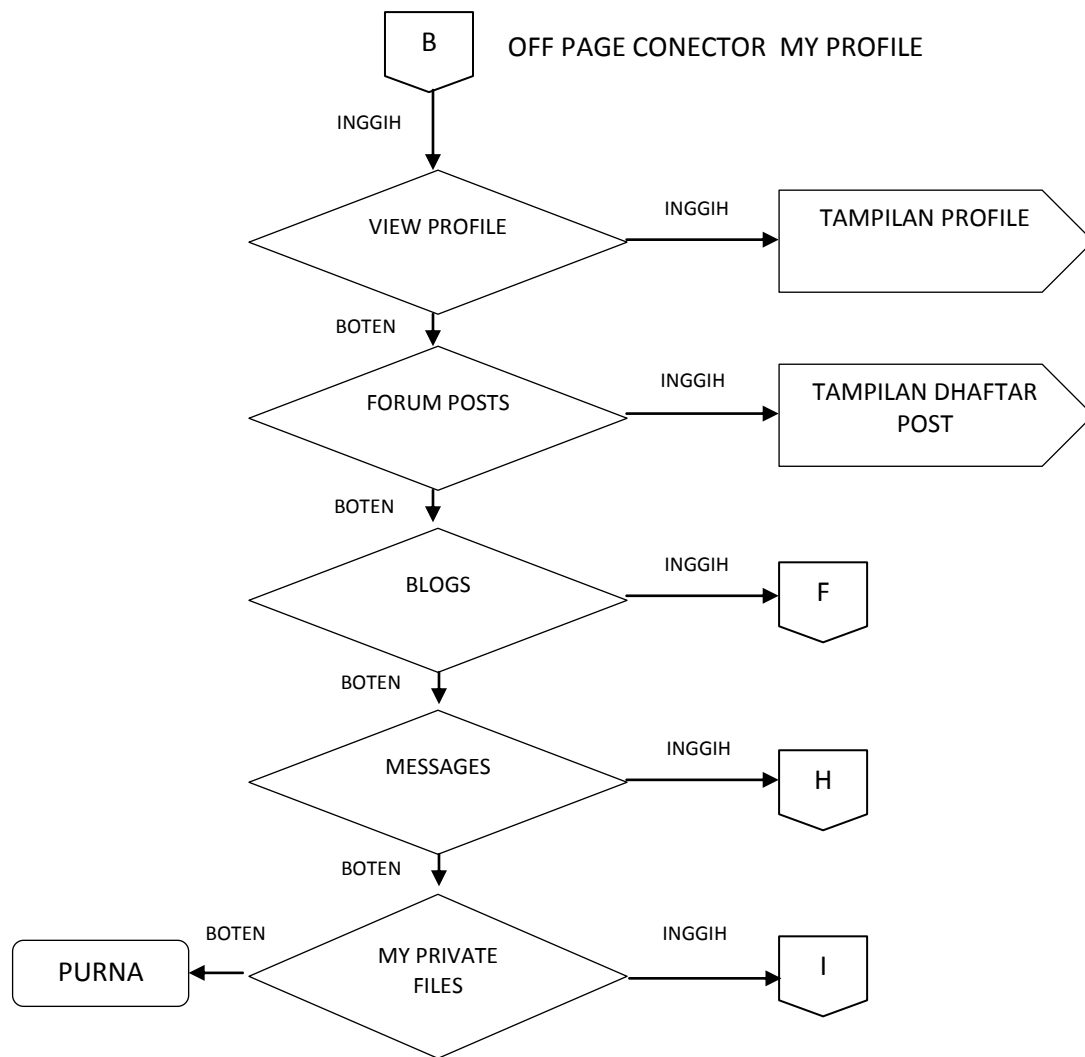 B
OFF PAGE CONECTOR  MY PROFILE
INGGIH
VIEW PROFILE
INGGIH
TAMPILAN PROFILE
BOTEN
FORUM POSTS
INGGIH
TAMPILAN DHAFTAR
POST
BOTEN
BLOGS
INGGIH
F
BOTEN
MESSAGES
INGGIH
H
BOTEN
MY PRIVATE
FILES
BOTEN
PURNA
INGGIH
I